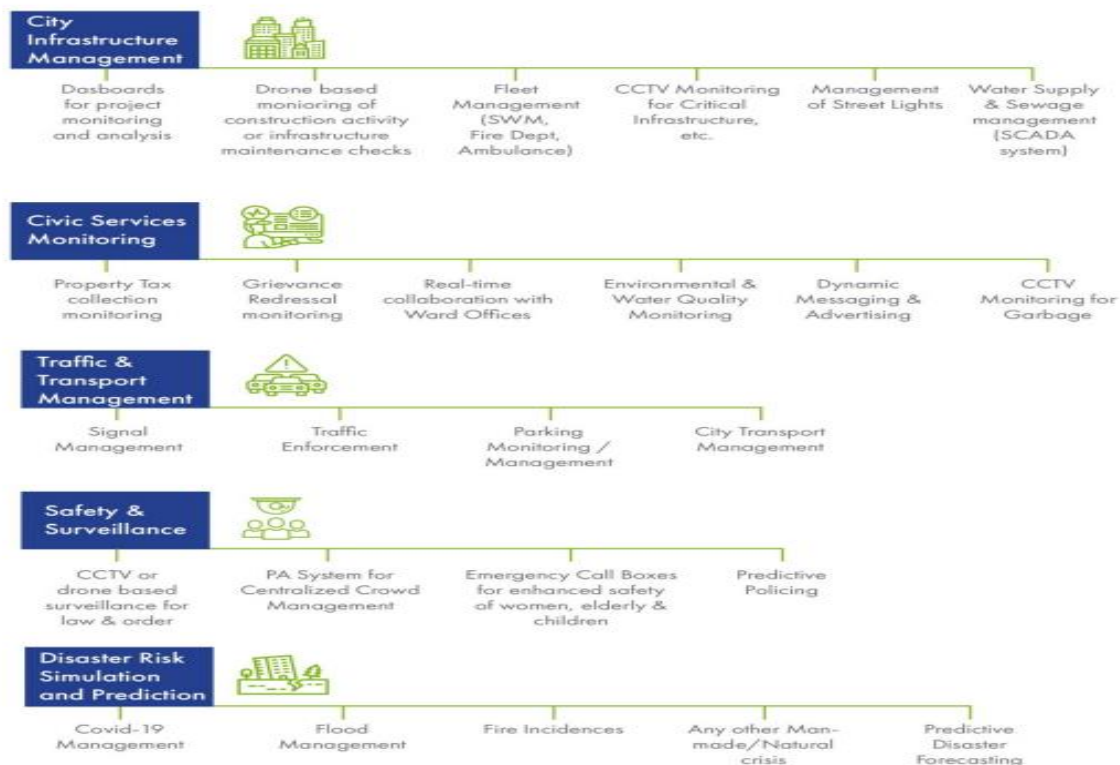 City
Infrastructure
Management
Dasboards
for project
monitoring
and analysis
Drone based
monioring of
construction activity
or infrastructure
maintenance checks
Fleet
Management
(SWM,
Fire Dept,
Ambulance)
CCTV Monitoring
for Critical
Infrastructure,
etc.
Management
of Street Lights
Water Supply
& Sewage
management
(SCADA
system)
Civic Services
Monitoring
Property Tax
collection
monitoring
Grievance
Redressal
monitoring
Real-time
collaboration with
Ward Offices
Environmental &
Water Quality
Monitoring
Dynamic
Messaging &
Advertising
CCTV
Monitoring for
Garbage
Traffic &
Transport
Management
Signal
Management
Traffic
Enforcement
Parking
Monitoring /
Management
City Transport
Management
Safety &
Surveillance
CCTV or
drone based
surveillance for
law & order
PA System for
Centralized Crowd
Management
Emergency Call Boxes
for enhanced safety
of women, elderly &
children
Predictive
Policing
Disaster Risk
Simulation
and Prediction
Covid-19
Management
Flood
Management
Fire Incidences
Any other Man-
made/Natural
crisis
Predictive
Disaster
Forecasting